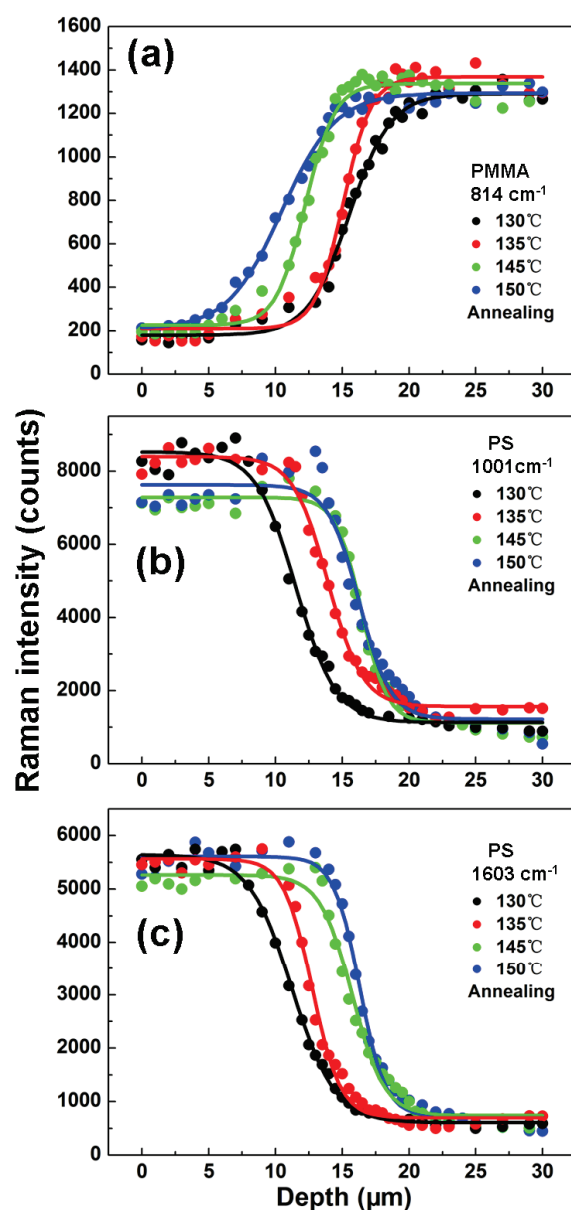 (a)
1600
1400
1200
1000
800
600
400
200
0
PMMA
814 cm⁻¹
130℃
135℃
145℃
150℃
Annealing
0 5 10 15 20 25 30
(b)
8000
6000
4000
2000
0
PS
1001cm⁻¹
130℃
135℃
145℃
150℃
Annealing
0 5 10 15 20 25 30
Raman intensity (counts)
(c)
6000
5000
4000
3000
2000
1000
0
PS
1603 cm⁻¹
130℃
135℃
145℃
150℃
Annealing
0 5 10 15 20 25 30
Depth (μm)